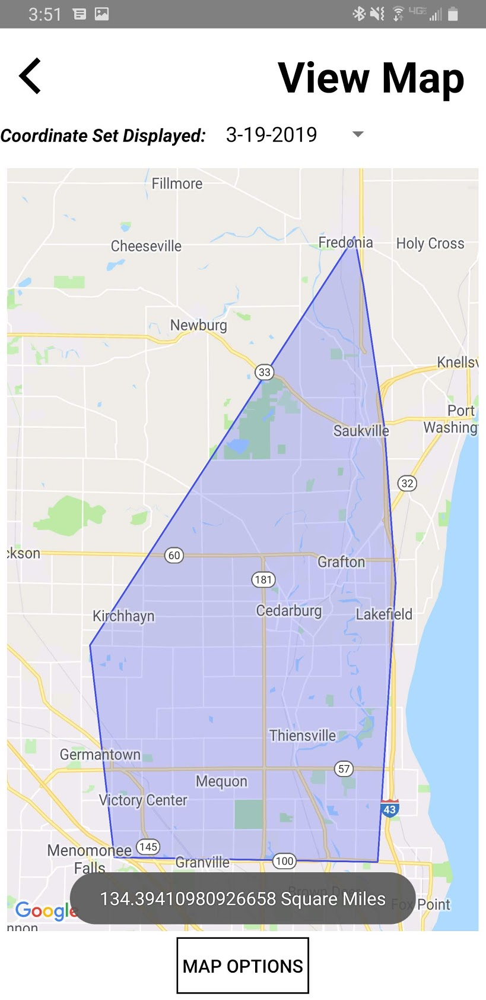 3:51
4GE
View Map
Coordinate Set Displayed: 3-19-2019
Fillmore
Fredonia
Holy Cross
Cheeseville
Newburg
Knellsv
33
Port
Washingt
Saukville
32
ckson
60
Grafton
181
Cedarburg
Lakefield
Kirchhayn
Thiensville
Germantown
57
Mequon
Victory Center
43
Menomonee
Falls
145
Granville
100
134.39410980926658 Square Miles
Fox Point
Google
nnon
MAP OPTIONS